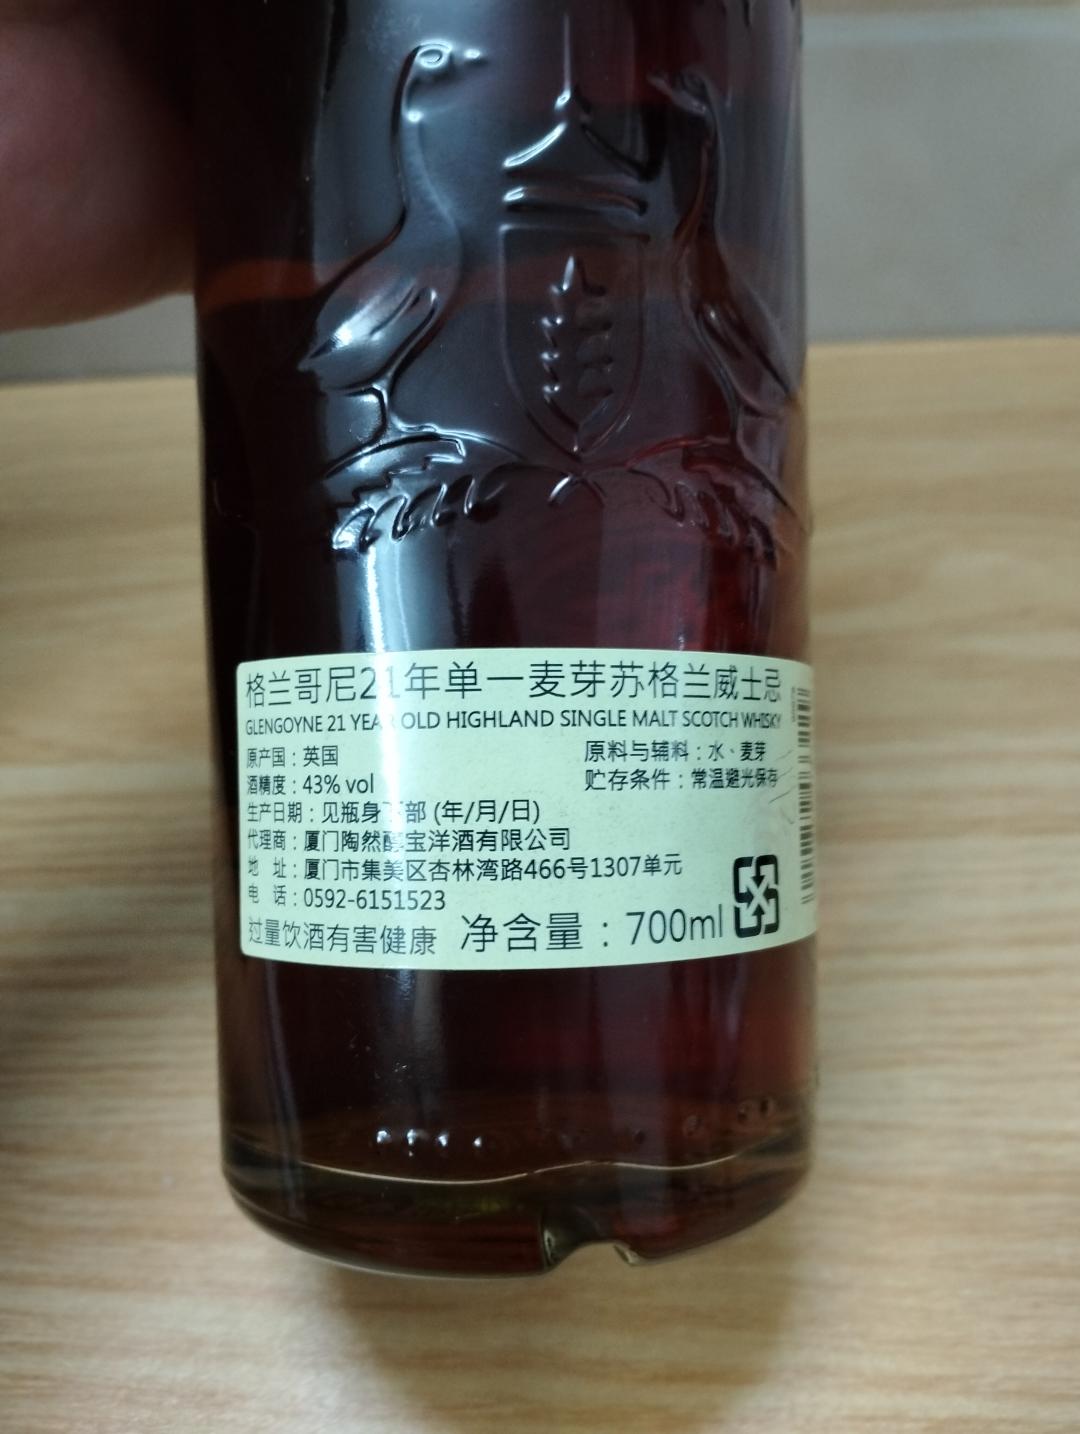 格兰哥尼21年单一麦芽苏格兰威士忌
GLENGOYNE 21 YEAR OLD HIGHLAND SINGLE MALT SCOTCH WHISKY
原产国：英国
原料与辅料：水、麦芽
酒精度：43% vol
贮存条件：常温避光保存
生产日期：见瓶身下部 (年/月/日)
代理商：厦门陶然醇宝洋酒有限公司
地 址：厦门市集美区杏林湾路466号1307单元
电 话：0592-6151523
过量饮酒有害健康 净含量：700ml